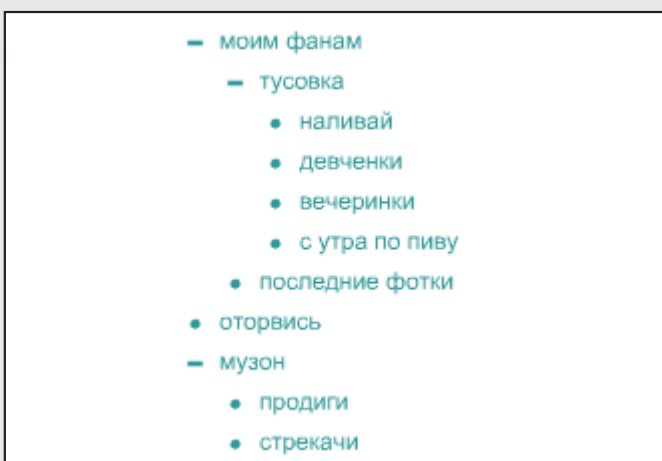 моим фанам
тусовка
наливай
девченки
вечеринки
с утра по пиву
последние фотки
оторвись
музон
продиги
стрекачи